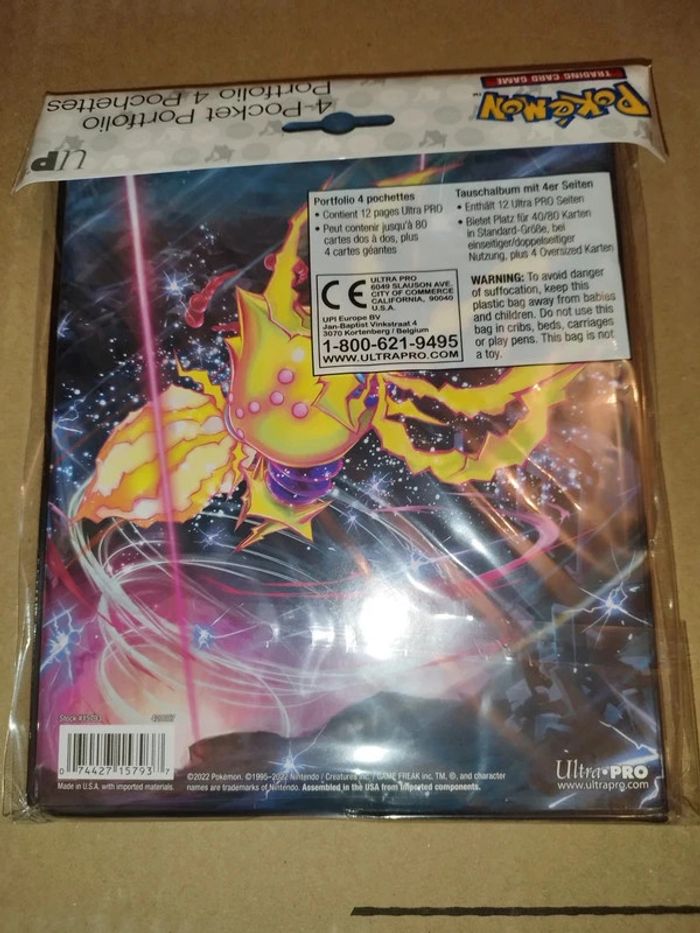 Pokémon TM
TRADING CARD GAME
4-Pocket Portfolio
Portfolio 4 Pochettes
UP
Portfolio 4 pochettes
• Contient 12 pages Ultra PRO
• Peut contenir jusqu'à 80
cartes dos à dos, plus
4 cartes géantes
CE
ULTRA PRO
6049 SLAUSON AVE.
CITY OF COMMERCE
CALIFORNIA, 90040
U.S.A.
UPI Europe BV
Jan-Baptist Vinkstraat 4
3070 Kortenberg / Belgium
1-800-621-9495
WWW.ULTRAPRO.COM
Tauschalbum mit 4er Seiten
• Enthält 12 Ultra PRO Seiten
• Bietet Platz für 40/80 Karten
in Standard-Größe, bei
einseitiger/doppelseitiger
Nutzung, plus 4 Oversized Karten
WARNING: To avoid danger
of suffocation, keep this
plastic bag away from babies
and children. Do not use this
bag in cribs, beds, carriages
or play pens. This bag is not
a toy.
Stock #15793
0 74427 15793 7
Made in U.S.A. with imported materials.
©2022 Pokémon. ©1995–2022 Nintendo / Creatures Inc. / GAME FREAK inc. TM, ®, and character
names are trademarks of Nintendo. Assembled in the USA from imported components.
Ultra•PRO
www.ultrapro.com